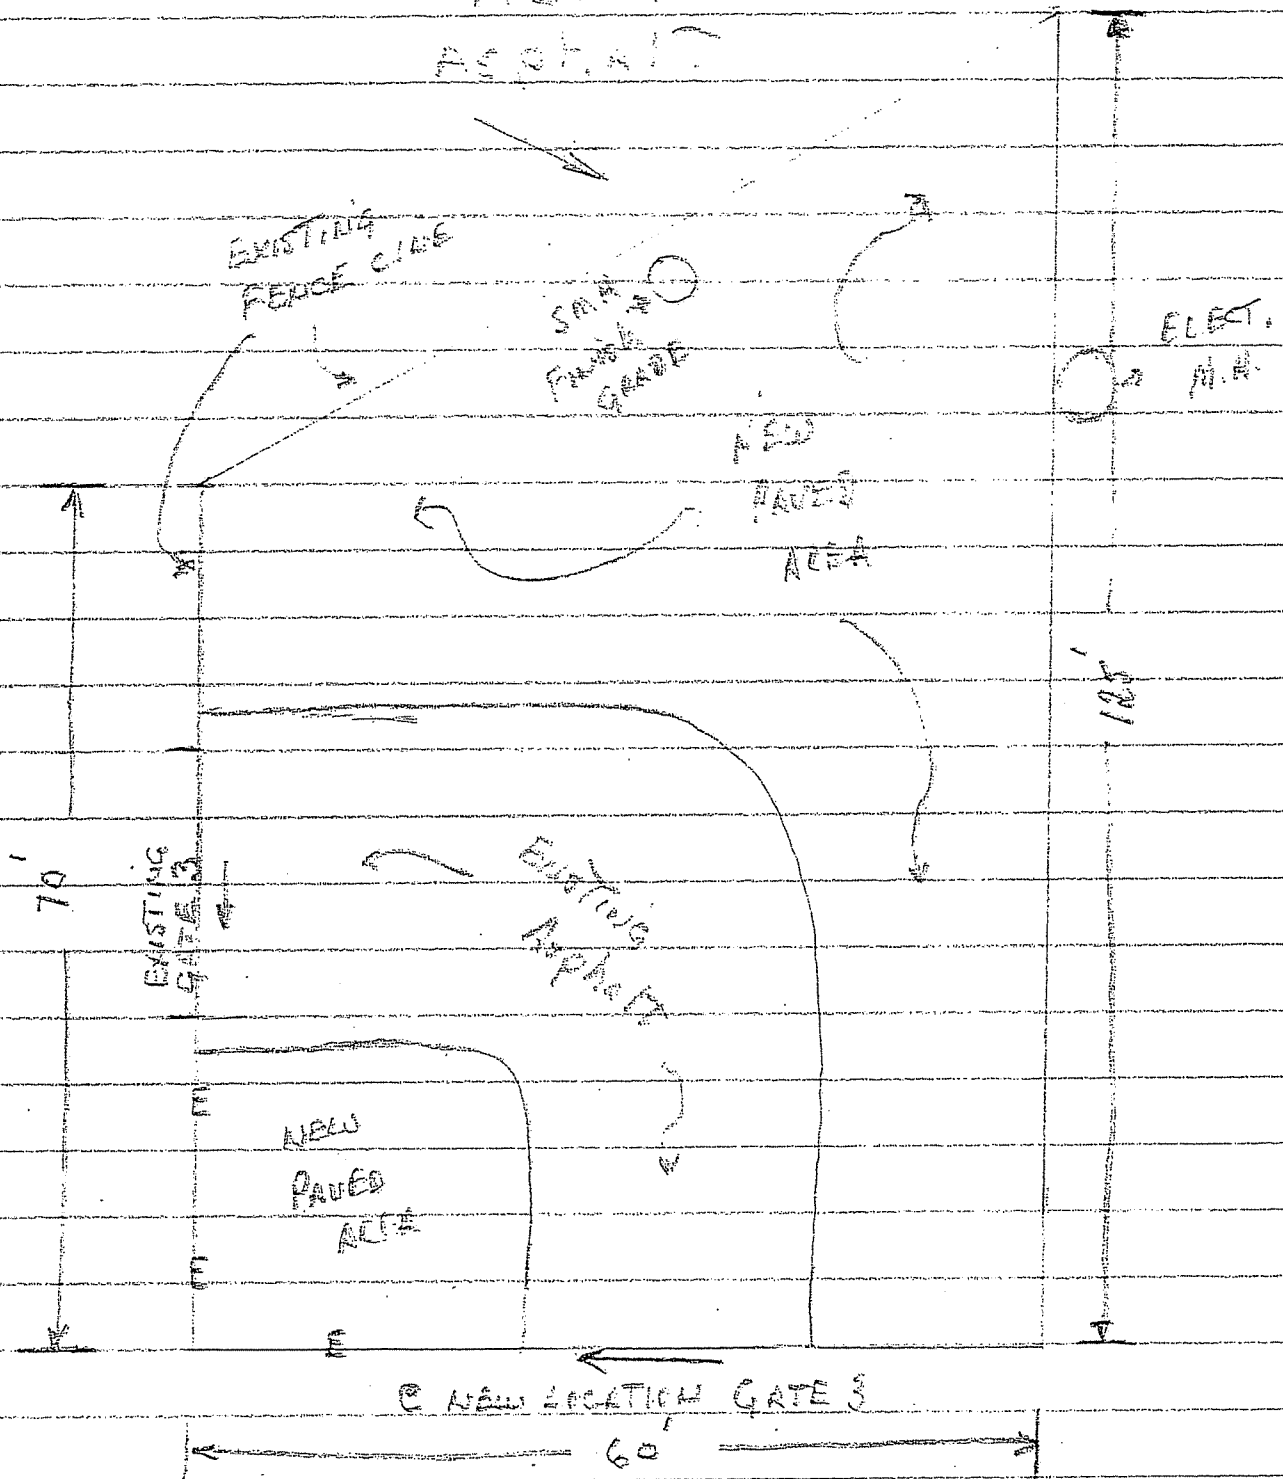 Asphalt
EXISTING
FENCE LINE
SMH
Finish
GRADE
ELECT.
M.H.
NEW
PAVED
AREA
125'
70'
EXISTING
GATE 3
Existing
Asphalt
E
NEW
PAVED
AREA
E
E
@ NEW LOCATION GATE 3
60'